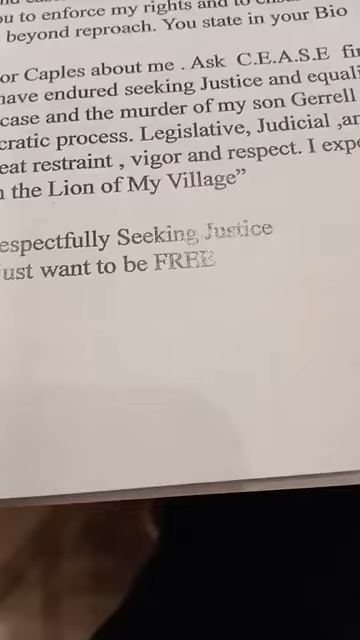 ou to enforce my rights and to
beyond reproach. You state in your Bio
or Caples about me . Ask C.E.A.S.E fi
have endured seeking Justice and equali
case and the murder of my son Gerrell
cratic process. Legislative, Judicial ,an
eat restraint , vigor and respect. I expe
the Lion of My Village”
espectfully Seeking Justice
ust want to be FREE